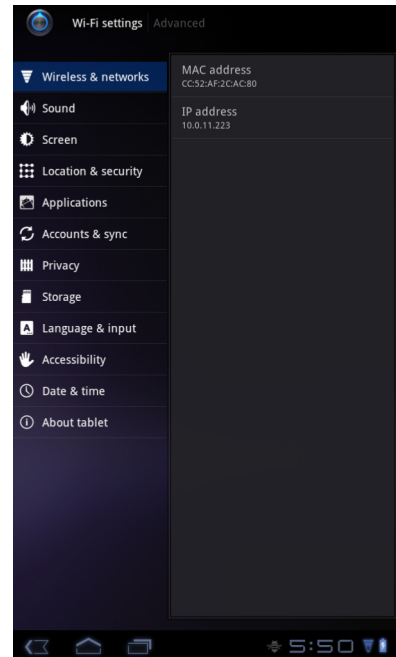 Wi-Fi settings Advanced
Wireless & networks
Sound
Screen
Location & security
Applications
Accounts & sync
Privacy
Storage
Language & input
Accessibility
Date & time
About tablet
MAC address
CC:52:AF:2C:AC:80
IP address
10.0.11.223
5:50